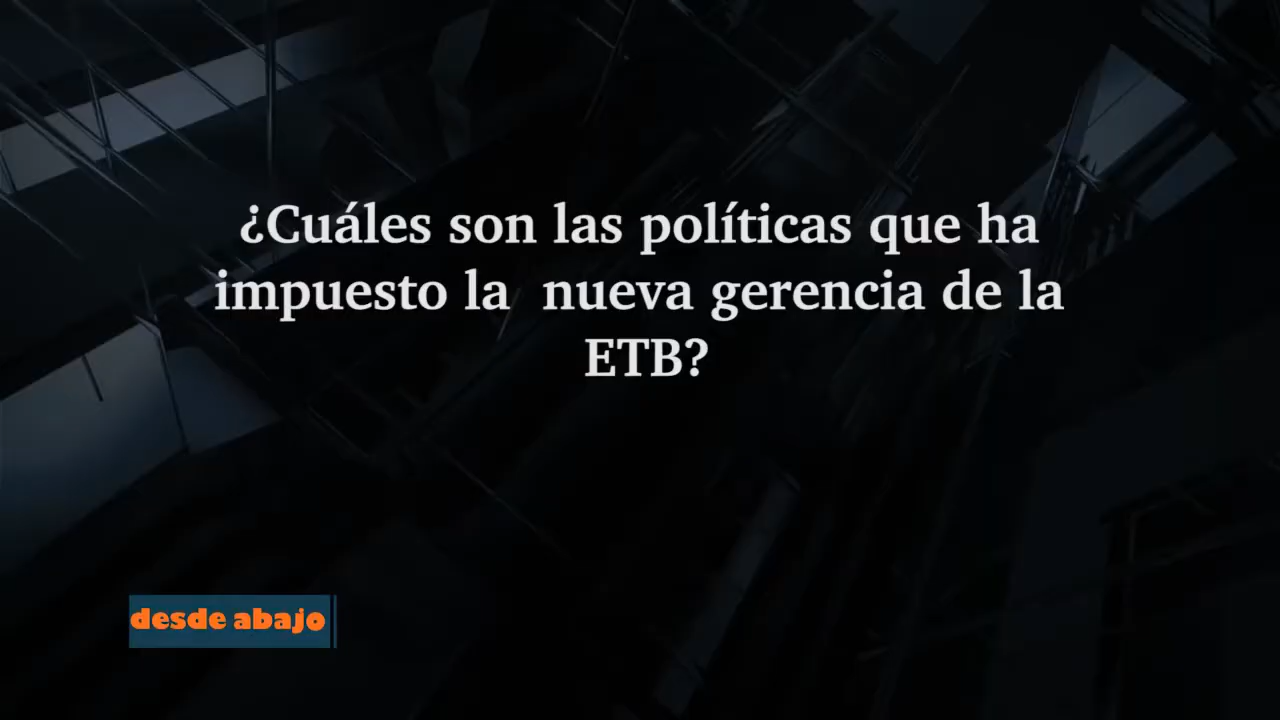 ¿Cuáles son las políticas que ha
impuesto la  nueva gerencia de la
ETB?
desde abajo